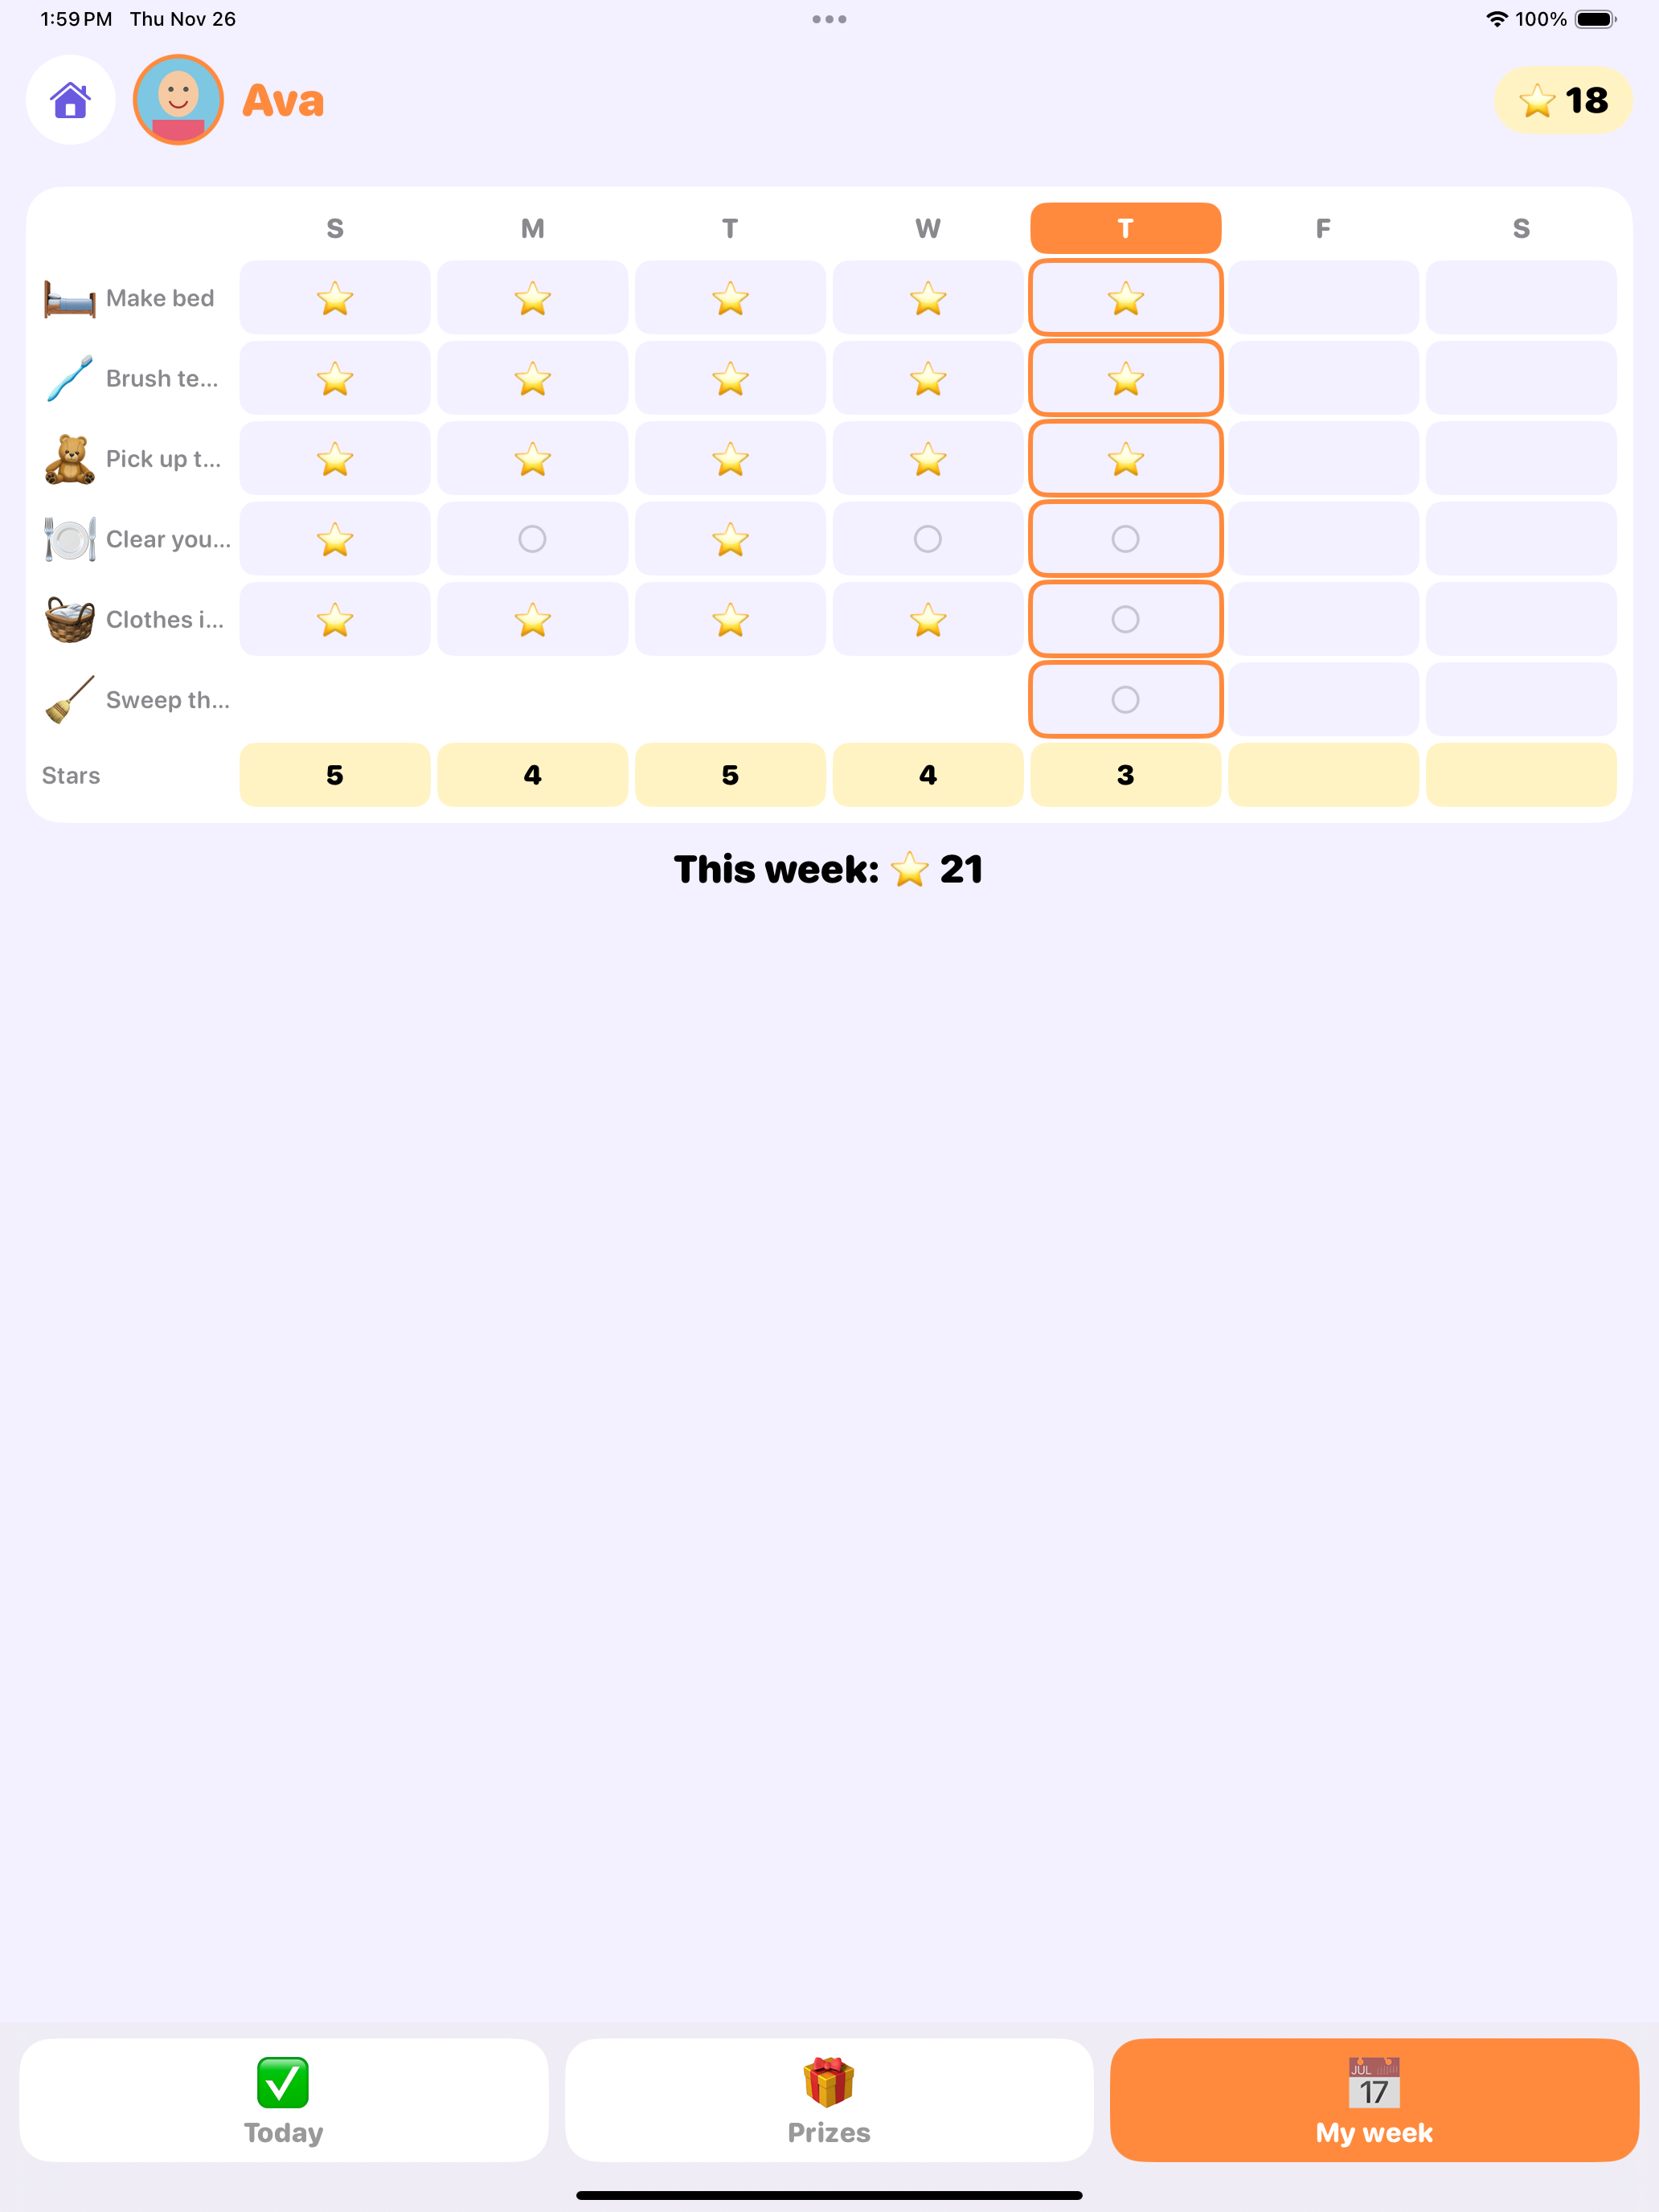 1:59 PM Thu Nov 26 100%
Ava 18
S M T W T F S
Make bed
Brush te...
Pick up t...
Clear you...
Clothes i...
Sweep th...
Stars 5 4 5 4 3
This week: 21
JUL
17
Today Prizes My week